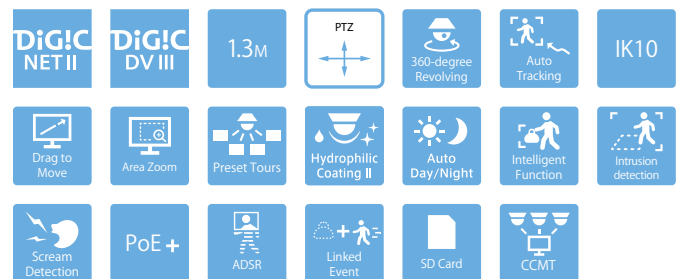 DiG!C
NET II
DiG!C
DV III
1.3M
PTZ
360-degree
Revolving
Auto
Tracking
IK10
Drag to
Move
Area Zoom
Preset Tours
Hydrophilic
Coating II
Auto
Day/Night
Intelligent
Function
Intrusion
detection
Scream
Detection
PoE+
ADSR
Linked
Event
SD Card
CCMT